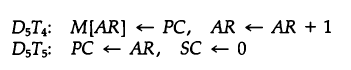 D₅T₄: M[AR] ← PC, AR ← AR + 1
D₅T₅: PC ← AR, SC ← 0